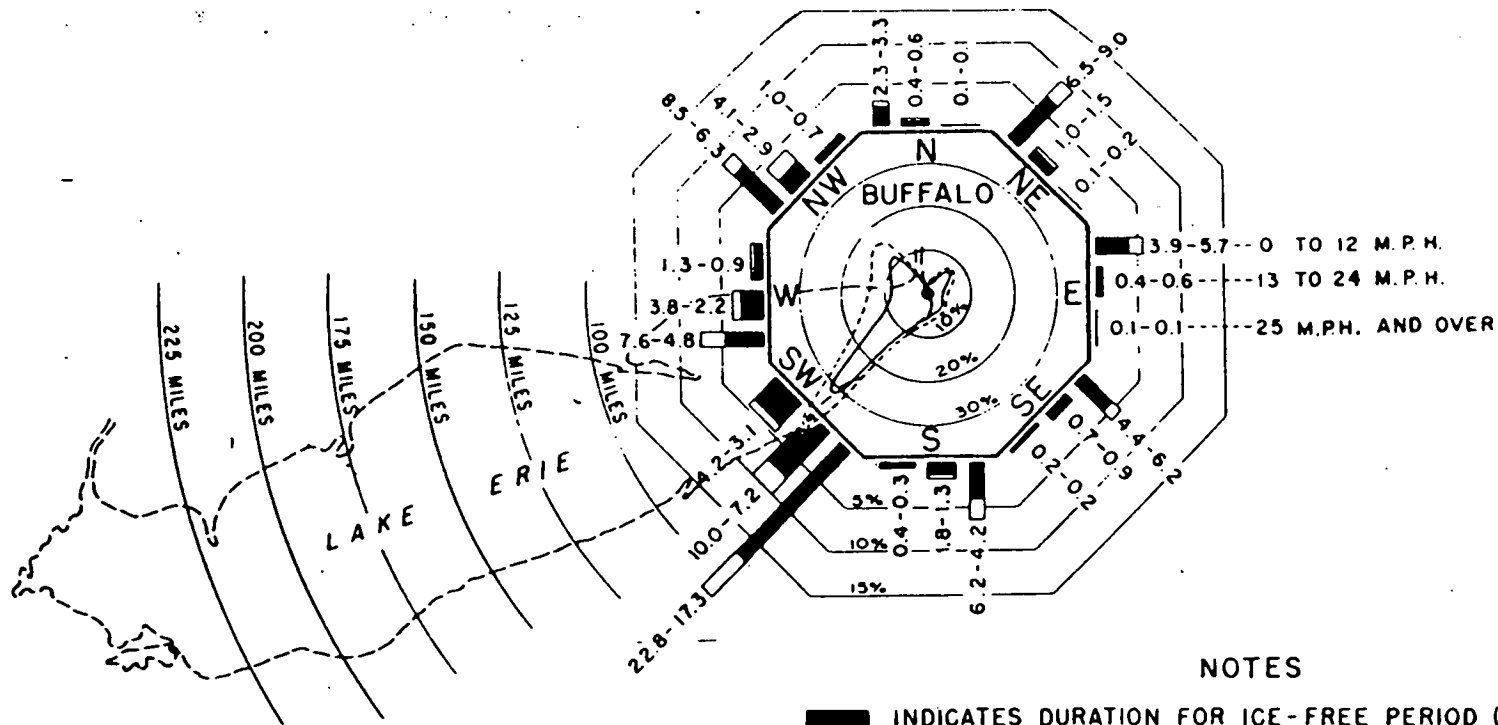 2.3-3.3
0.4-0.6
0.1-0.1
6.5-9.0
1.0-1.5
0.1-0.2
1.0-0.7
4.1-2.9
8.5-6.3
N
NE
NW
BUFFALO
3.9-5.7--0 TO 12 M.P.H.
0.4-0.6-----13 TO 24 M.P.H.
0.1-0.1-----25 M.P.H. AND OVER
1.3-0.9
3.8-2.2
7.6-4.8
W
E
10%
20%
30%
SW
SE
S
225 MILES
200 MILES
175 MILES
150 MILES
125 MILES
100 MILES
LAKE ERIE
4.2-3.1
10.0-7.2
22.8-17.3
0.4-0.3
1.8-1.3
6.2-4.2
0.2-0.2
0.7-0.9
4.4-6.2
5%
10%
15%
NOTES
INDICATES DURATION FOR ICE-FREE PERIOD (